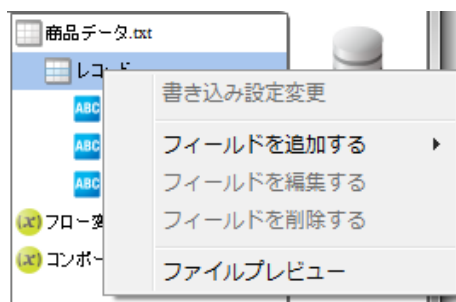 商品データ.txt
レコード
ABC
ABC
ABC
(x) フロー変
(x) コンポー
書き込み設定変更
フィールドを追加する
フィールドを編集する
フィールドを削除する
ファイルプレビュー